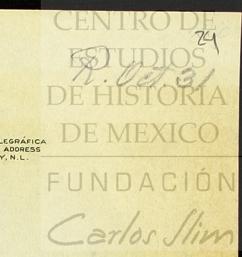 CENTRO DE
24
ESTUDIOS
R. Oct. 31
DE HISTORIA
DE MEXICO
LEGRÁFICA
ADDRESS
Y, N.L.
FUNDACIÓN
Carlos Slim